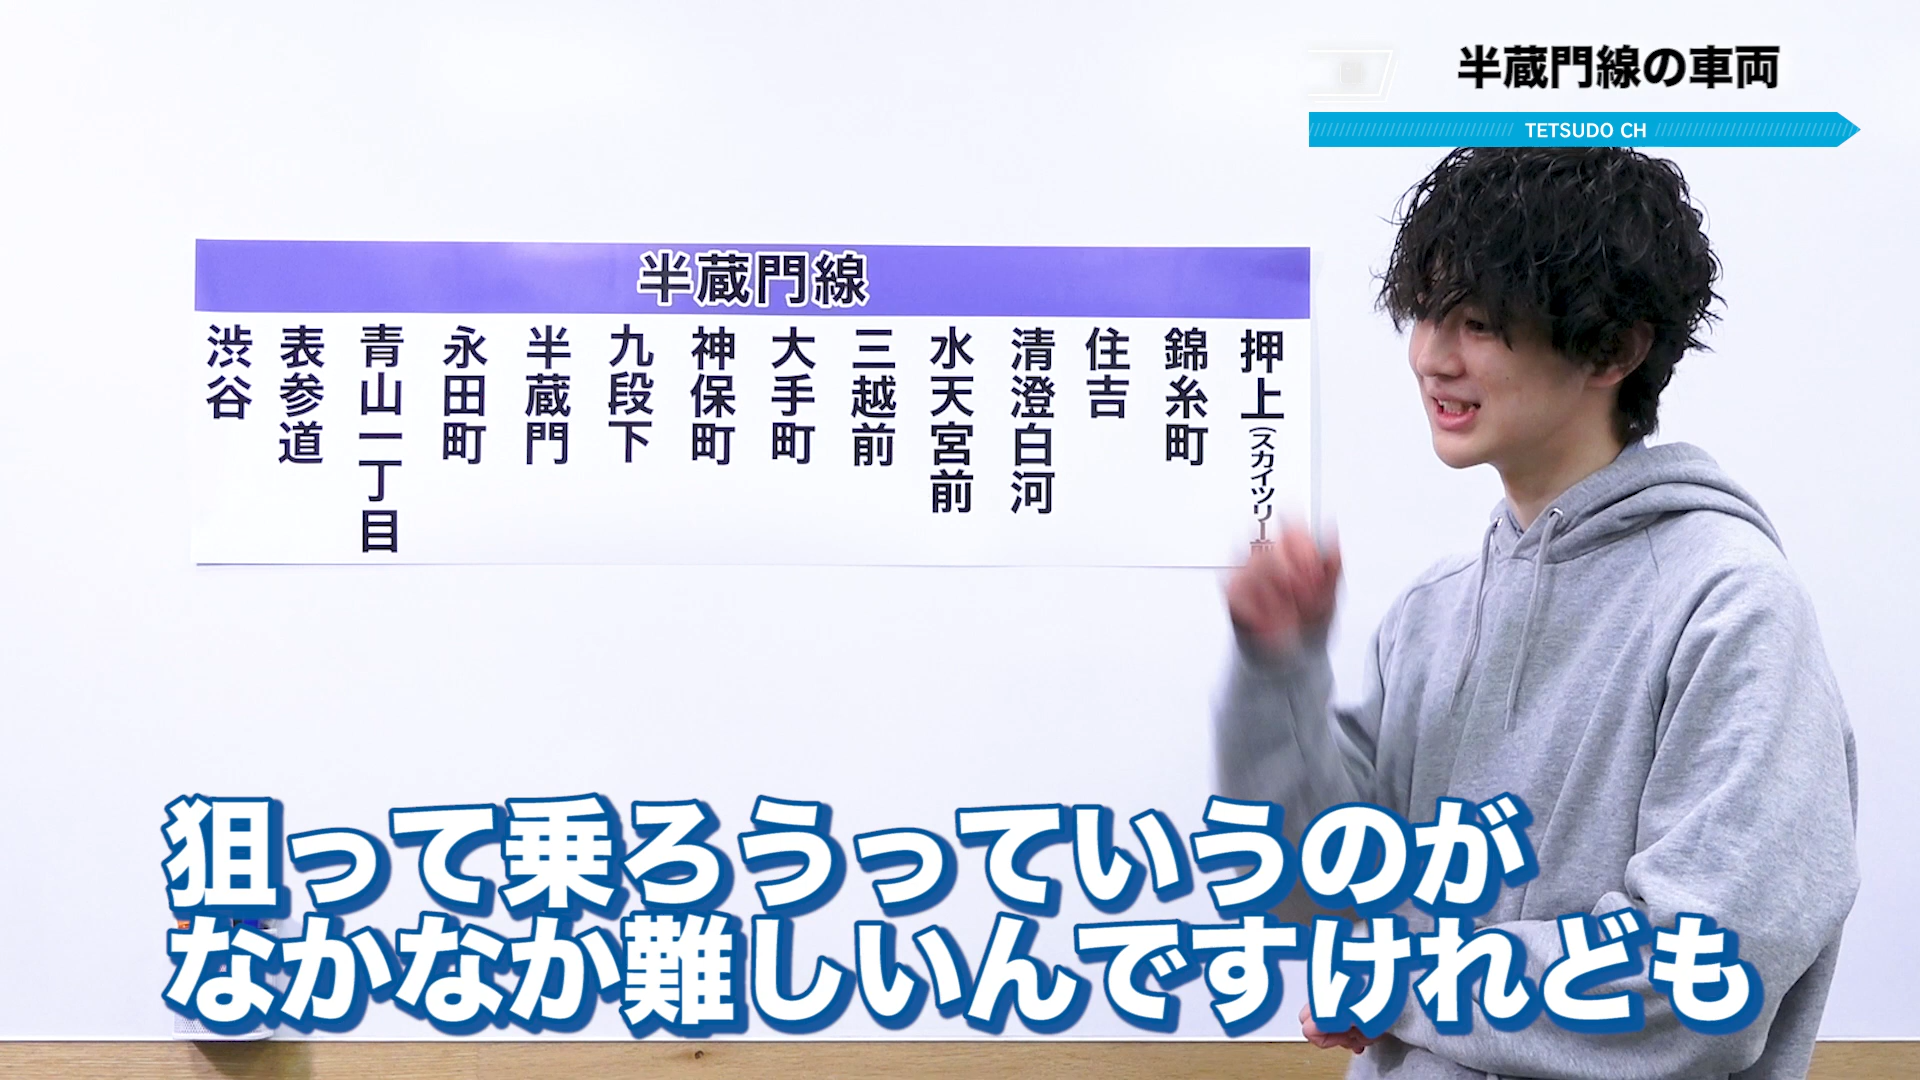 半蔵門線の車両
TETSUDO CH
半蔵門線
渋谷
表参道
青山一丁目
永田町
半蔵門
九段下
神保町
大手町
三越前
水天宮前
清澄白河
住吉
錦糸町
押上(スカイツリー前
狙って乗ろうっていうのが
なかなか難しいんですけれども